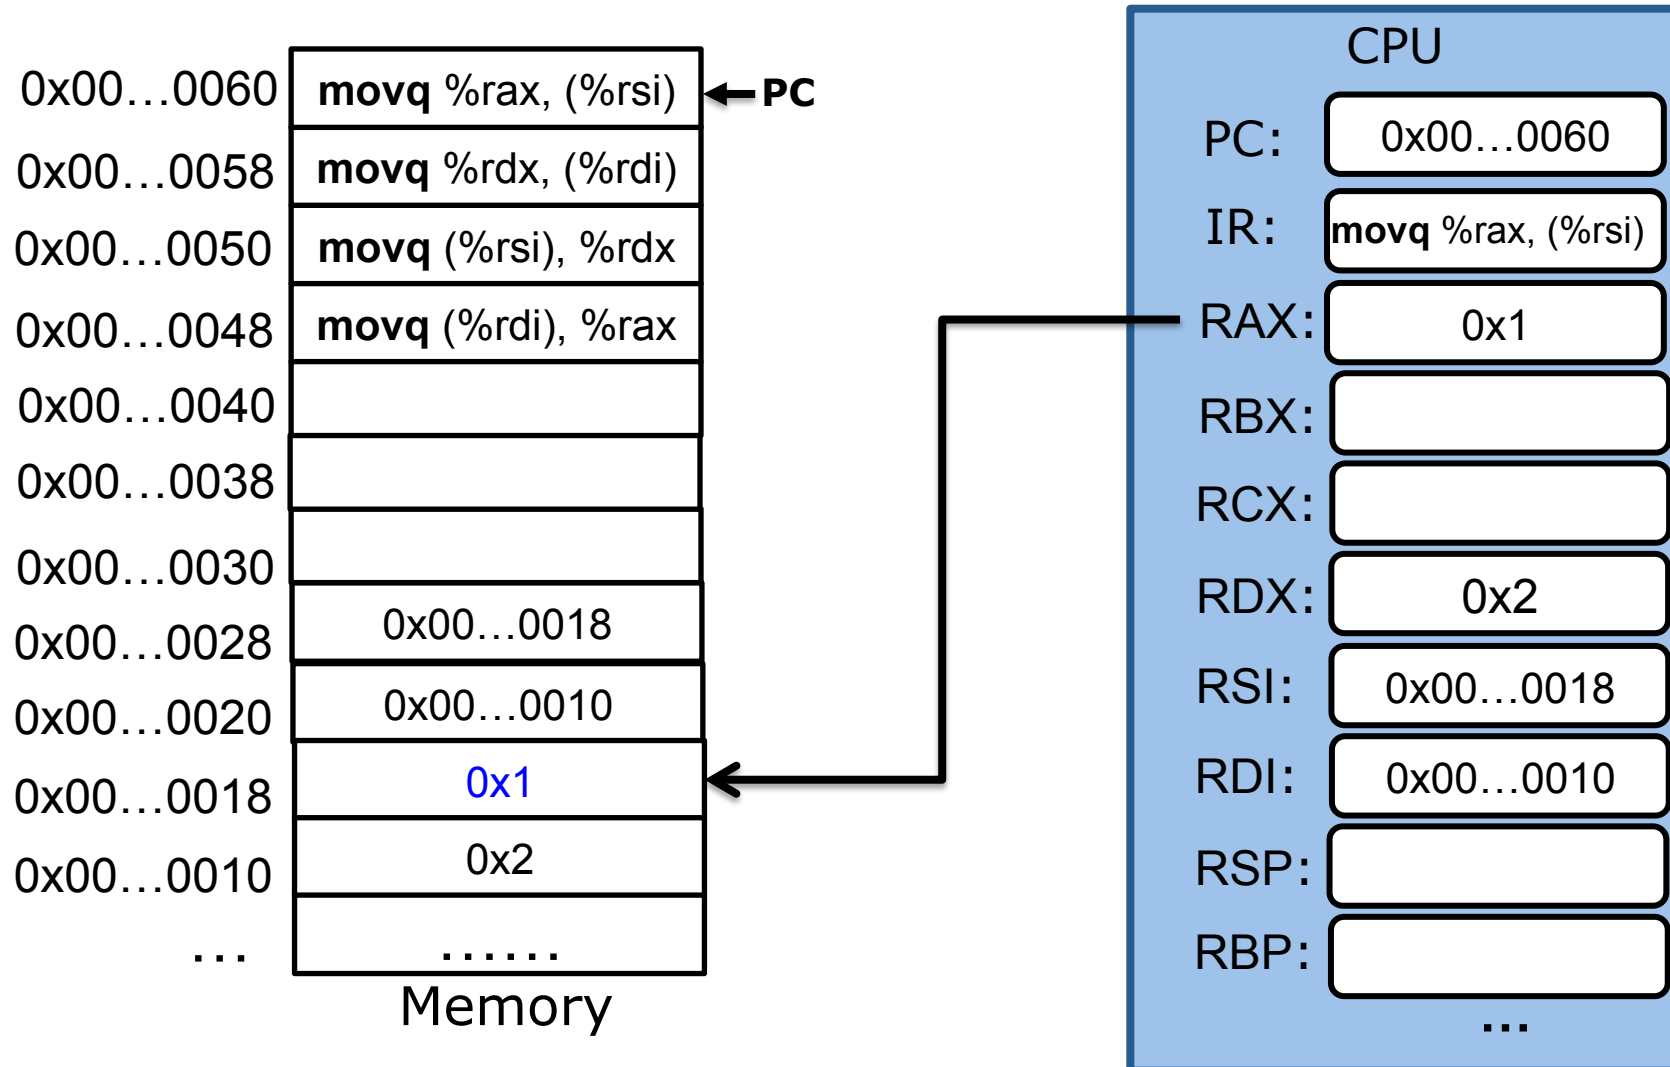 0x00…0060 movq %rax, (%rsi) PC
0x00…0058 movq %rdx, (%rdi)
0x00…0050 movq (%rsi), %rdx
0x00…0048 movq (%rdi), %rax
0x00…0040
0x00…0038
0x00…0030
0x00…0028 0x00…0018
0x00…0020 0x00…0010
0x00…0018 0x1
0x00…0010 0x2
… ……
Memory
CPU
PC: 0x00…0060
IR: movq %rax, (%rsi)
RAX: 0x1
RBX:
RCX:
RDX: 0x2
RSI: 0x00…0018
RDI: 0x00…0010
RSP:
RBP:
…